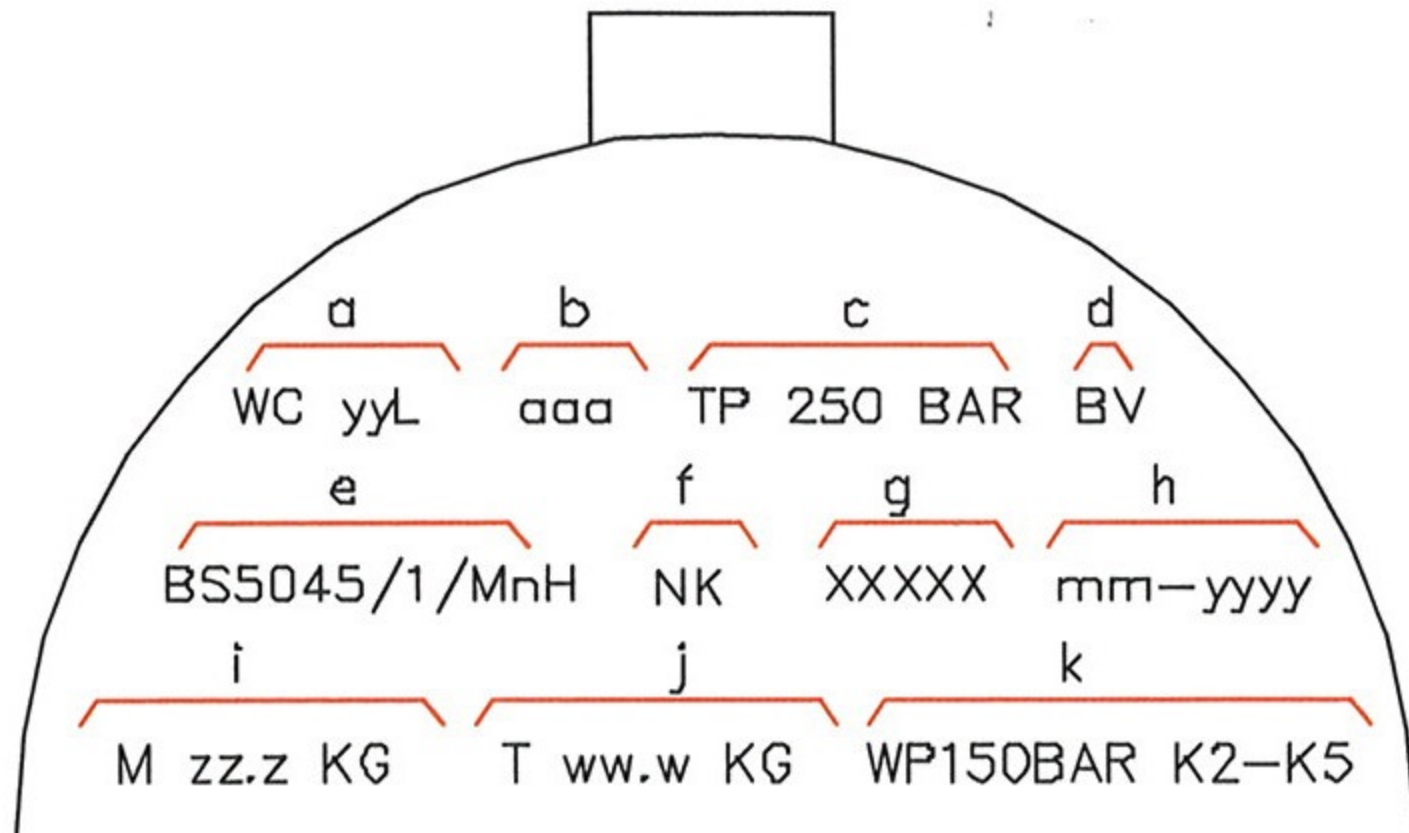 a b c d
WC yyL aaa TP 250 BAR BV
e f g h
BS5045/1/MnH NK XXXXX mm-yyyy
i j k
M zz.z KG T ww.w KG WP150BAR K2-K5